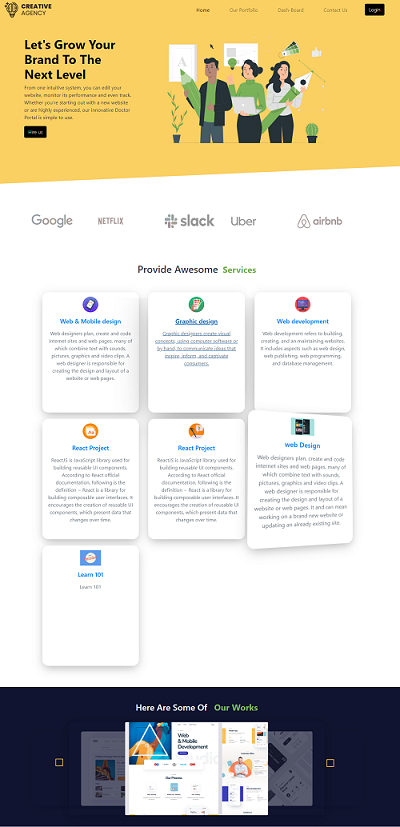 CREATIVE
AGENCY
Home
Our Portfolio
Dash-Board
Contact Us
Login
Let's Grow Your
Brand To The
Next Level
From one intuitive system, you can edit your
website, monitor its performance and even track.
Whether you're starting out with a new website
or are highly experienced, our Innovative Doctor
Portal is simple to use.
Hire us
Google
NETFLIX
slack
Uber
airbnb
Provide Awesome Services
Web & Mobile design
Web designers plan, create and code
internet sites and web pages, many of
which combine text with sounds,
pictures, graphics and video clips. A
web designer is responsible for
creating the design and layout of a
website or web pages.
Graphic design
Graphic designers create visual
concepts, using computer software or
by hand, to communicate ideas that
inspire, inform, and captivate
consumers.
Web development
Web development refers to building,
creating, and an maintaining websites.
It includes aspects such as web design,
web publishing, web programming,
and database management.
React Project
ReactJS is JavaScript library used for
building reusable UI components.
According to React official
documentation, following is the
definition − React is a library for
building composable user interfaces. It
encourages the creation of reusable UI
components, which present data that
changes over time.
React Project
ReactJS is JavaScript library used for
building reusable UI components.
According to React official
documentation, following is the
definition − React is a library for
building composable user interfaces. It
encourages the creation of reusable UI
components, which present data that
changes over time.
web Design
Web designers plan, create and code
internet sites and web pages, many of
which combine text with sounds,
pictures, graphics and video clips. A
web designer is responsible for
creating the design and layout of a
website or web pages. It and can mean
working on a brand new website or
updating an already existing site.
Learn 101
Learn 101
Here Are Some Of Our Works
Web
& Mobile
Development
Our Process